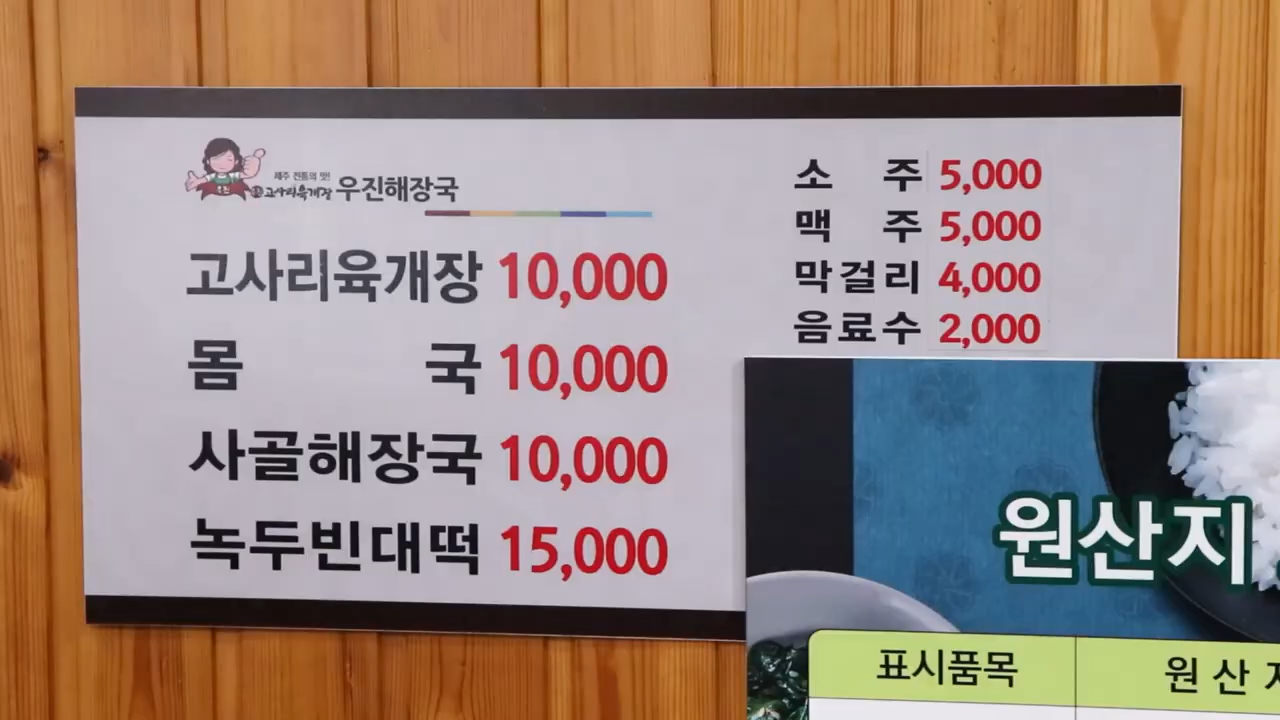 제주 전통의 맛!
고사리육개장 우진해장국
고사리육개장 10,000
몸 국 10,000
사골해장국 10,000
녹두빈대떡 15,000
소 주 5,000
맥 주 5,000
막걸리 4,000
음료수 2,000
원산지
표시품목 원산